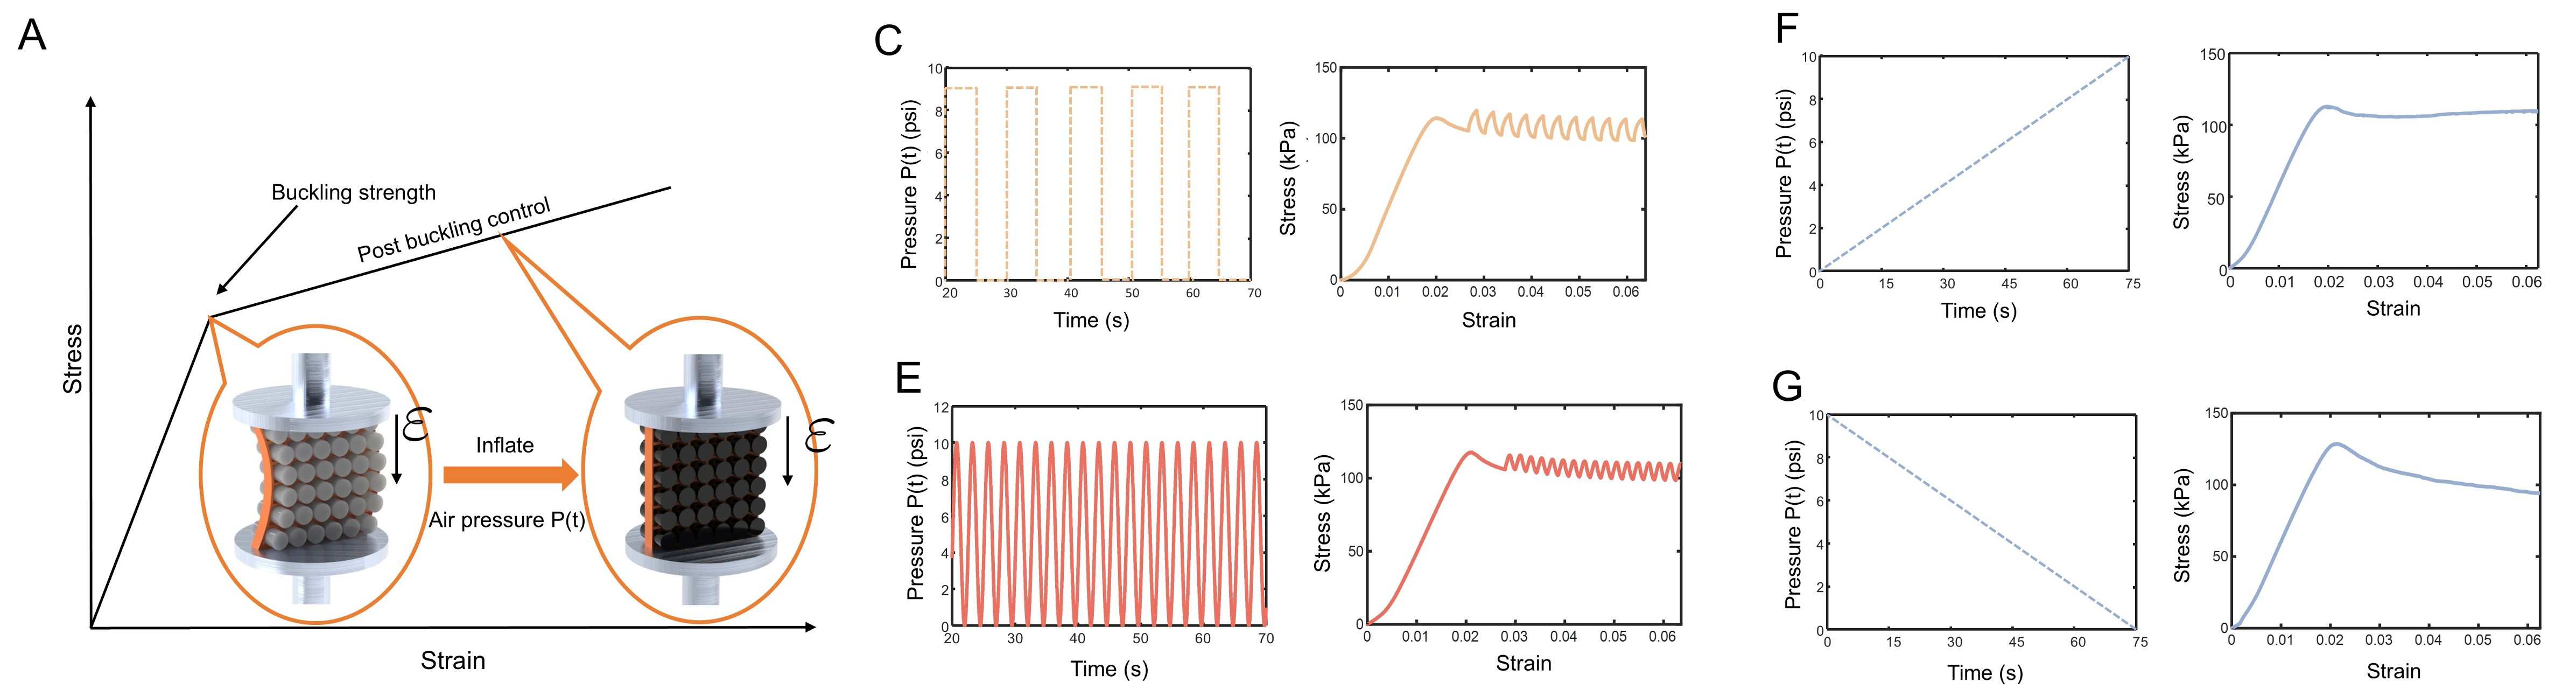 A
Stress
Strain
Buckling strength
Post buckling control
Inflate
Air pressure P(t)
ε
ε
C
Pressure P(t) (psi)
10
8
6
4
2
0
20 30 40 50 60 70
Time (s)
Stress (kPa)
150
100
50
0
0 0.01 0.02 0.03 0.04 0.05 0.06
Strain
E
Pressure P(t) (psi)
12
10
8
6
4
2
0
20 30 40 50 60 70
Time (s)
Stress (kPa)
150
100
50
0
0 0.01 0.02 0.03 0.04 0.05 0.06
Strain
F
Pressure P(t) (psi)
10
8
6
4
2
0
0 15 30 45 60 75
Time (s)
Stress (kPa)
150
100
50
0
0 0.01 0.02 0.03 0.04 0.05 0.06
Strain
G
Pressure P(t) (psi)
10
8
6
4
2
0
0 15 30 45 60 75
Time (s)
Stress (kPa)
150
100
50
0
0 0.01 0.02 0.03 0.04 0.05 0.06
Strain